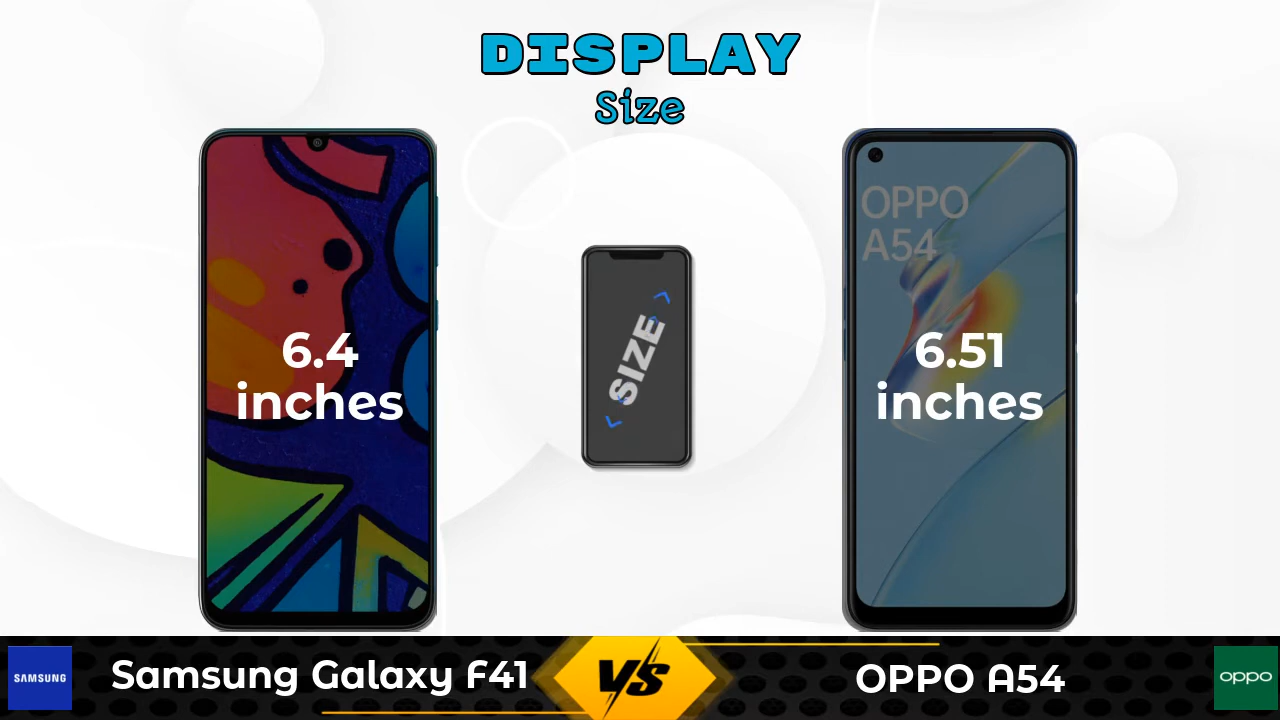 DISPLAY
Size
OPPO
A54
6.4
inches
SIZE
6.51
inches
SAMSUNG
Samsung Galaxy F41
VS
OPPO A54
oppo